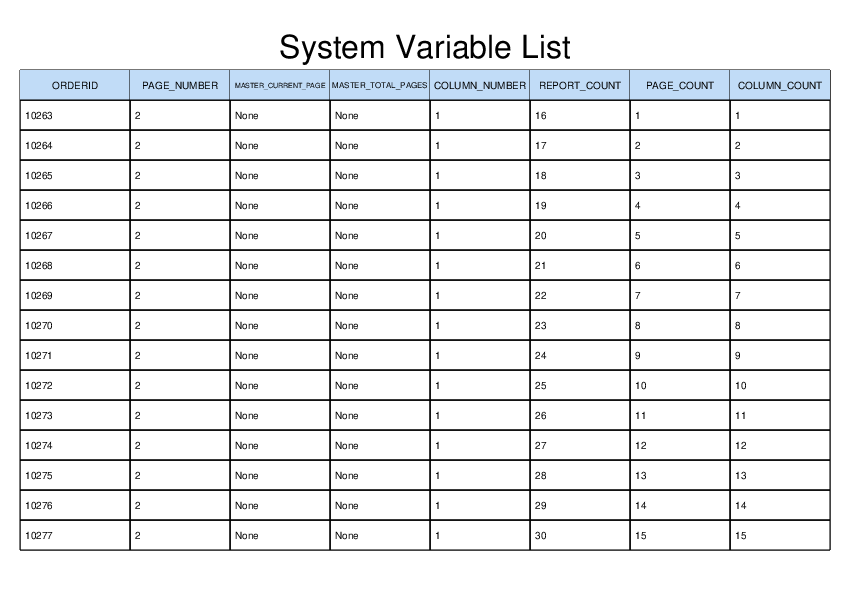 System Variable List
ORDERID PAGE_NUMBER MASTER_CURRENT_PAGE MASTER_TOTAL_PAGES COLUMN_NUMBER REPORT_COUNT PAGE_COUNT COLUMN_COUNT
10263 2 None None 1 16 1 1
10264 2 None None 1 17 2 2
10265 2 None None 1 18 3 3
10266 2 None None 1 19 4 4
10267 2 None None 1 20 5 5
10268 2 None None 1 21 6 6
10269 2 None None 1 22 7 7
10270 2 None None 1 23 8 8
10271 2 None None 1 24 9 9
10272 2 None None 1 25 10 10
10273 2 None None 1 26 11 11
10274 2 None None 1 27 12 12
10275 2 None None 1 28 13 13
10276 2 None None 1 29 14 14
10277 2 None None 1 30 15 15